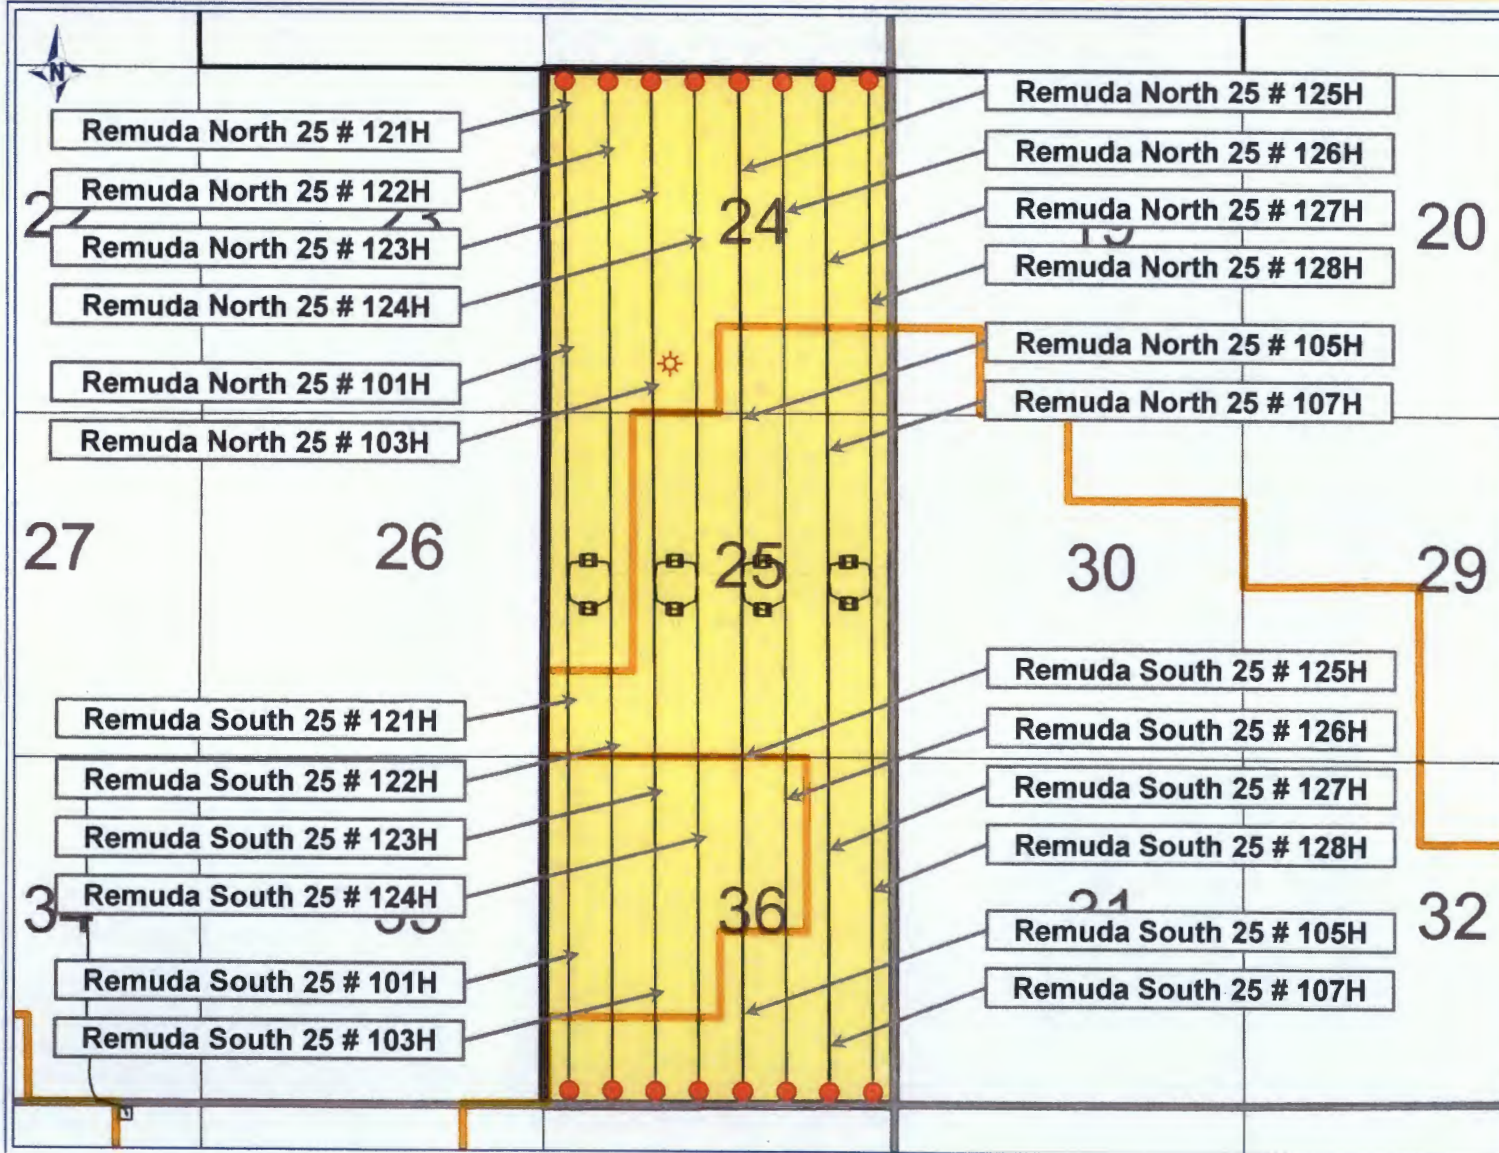 N
Remuda North 25 # 121H
Remuda North 25 # 122H
Remuda North 25 # 123H
Remuda North 25 # 124H
Remuda North 25 # 101H
Remuda North 25 # 103H
Remuda North 25 # 125H
Remuda North 25 # 126H
Remuda North 25 # 127H
Remuda North 25 # 128H
Remuda North 25 # 105H
Remuda North 25 # 107H
24
20
27
26
25
30
29
Remuda South 25 # 121H
Remuda South 25 # 122H
Remuda South 25 # 123H
Remuda South 25 # 124H
Remuda South 25 # 101H
Remuda South 25 # 103H
Remuda South 25 # 125H
Remuda South 25 # 126H
Remuda South 25 # 127H
Remuda South 25 # 128H
Remuda South 25 # 105H
Remuda South 25 # 107H
36
32